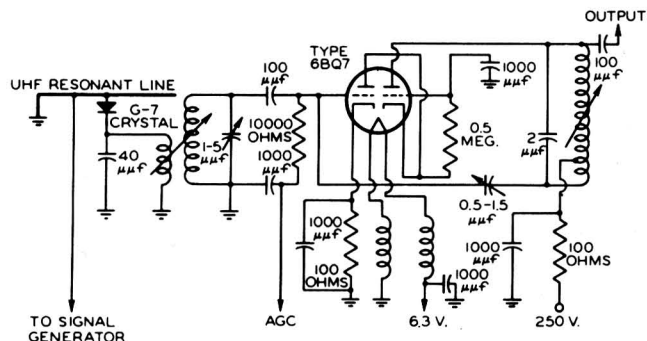 OUTPUT
TYPE
6BQ7
100
μμf
1000
μμf
100
μμf
UHF RESONANT LINE
G-7
CRYSTAL
10000
OHMS
1-5
μμf
0.5
MEG.
2
μμf
40
μμf
1000
μμf
0.5-1.5
μμf
1000
μμf
100
OHMS
1000
μμf
1000
μμf
100
OHMS
TO SIGNAL
GENERATOR
AGC
6.3 V.
250 V.